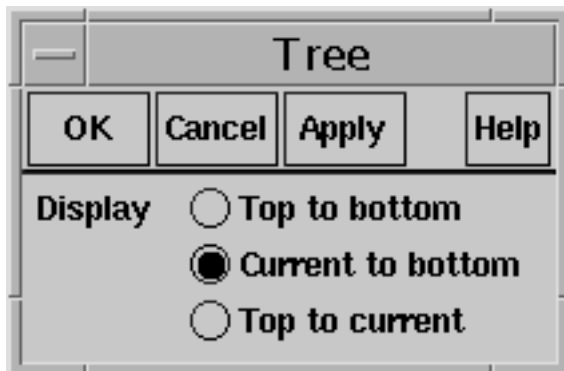 Tree
OK Cancel Apply Help
Display Top to bottom
Current to bottom
Top to current